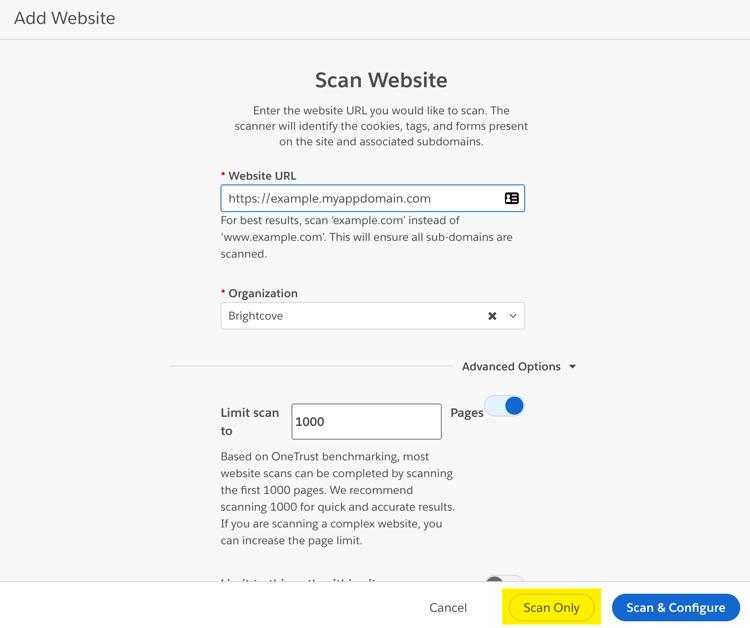 Add Website
Scan Website
Enter the website URL you would like to scan. The
scanner will identify the cookies, tags, and forms present
on the site and associated subdomains.
* Website URL
https://example.myappdomain.com
For best results, scan ‘example.com’ instead of
‘www.example.com’. This will ensure all sub-domains are
scanned.
* Organization
Brightcove
Advanced Options
Limit scan
to
1000
Pages
Based on OneTrust benchmarking, most
website scans can be completed by scanning
the first 1000 pages. We recommend
scanning 1000 for quick and accurate results.
If you are scanning a complex website, you
can increase the page limit.
Cancel
Scan Only
Scan & Configure